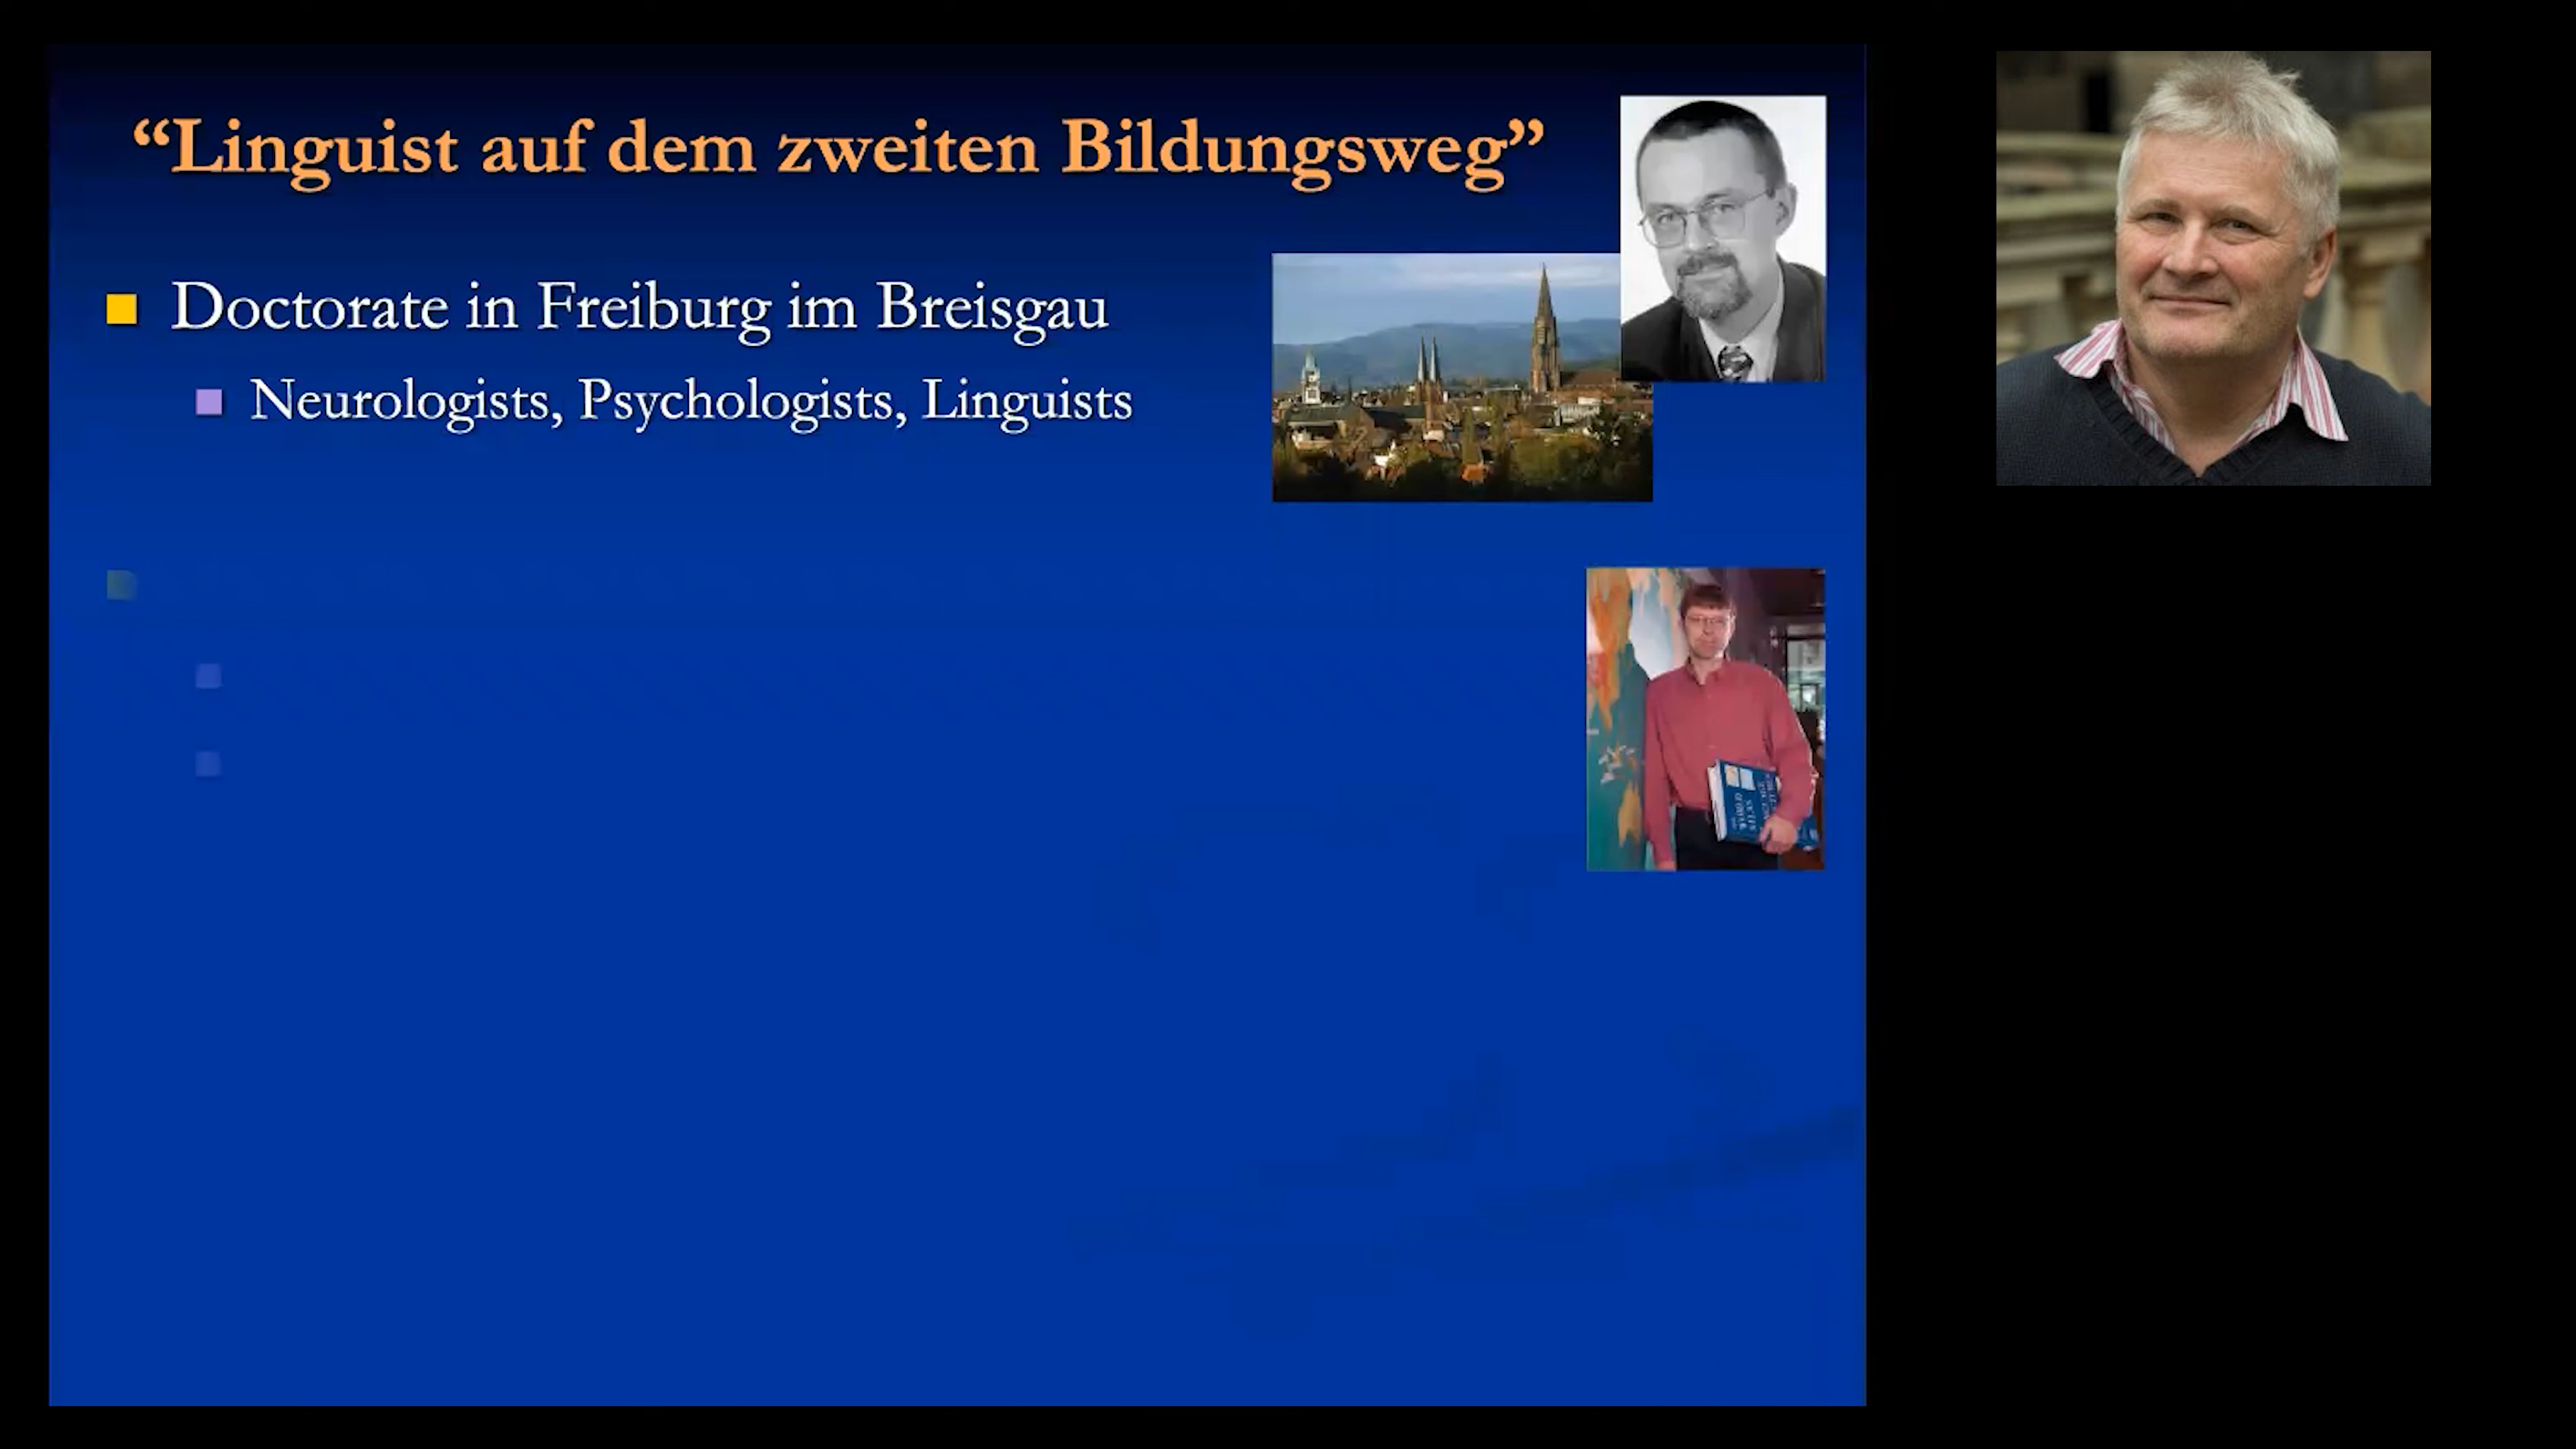 “Linguist auf dem zweiten Bildungsweg”
Doctorate in Freiburg im Breisgau
Neurologists, Psychologists, Linguists